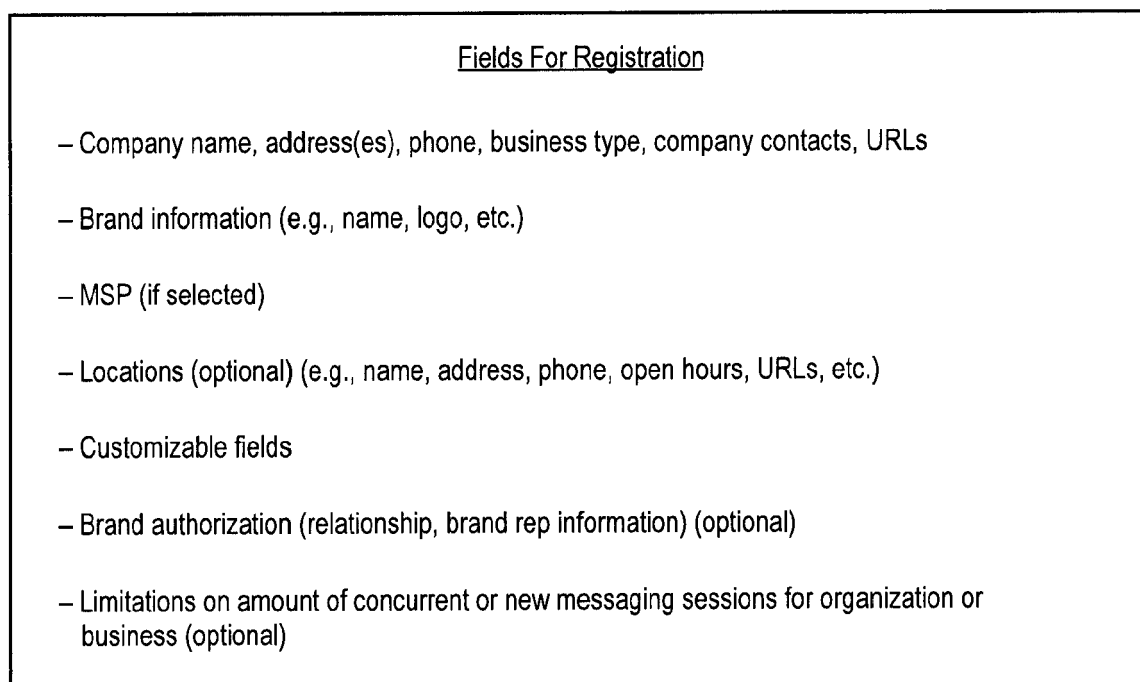 Fields For Registration
– Company name, address(es), phone, business type, company contacts, URLs
– Brand information (e.g., name, logo, etc.)
– MSP (if selected)
– Locations (optional) (e.g., name, address, phone, open hours, URLs, etc.)
– Customizable fields
– Brand authorization (relationship, brand rep information) (optional)
– Limitations on amount of concurrent or new messaging sessions for organization or
business (optional)